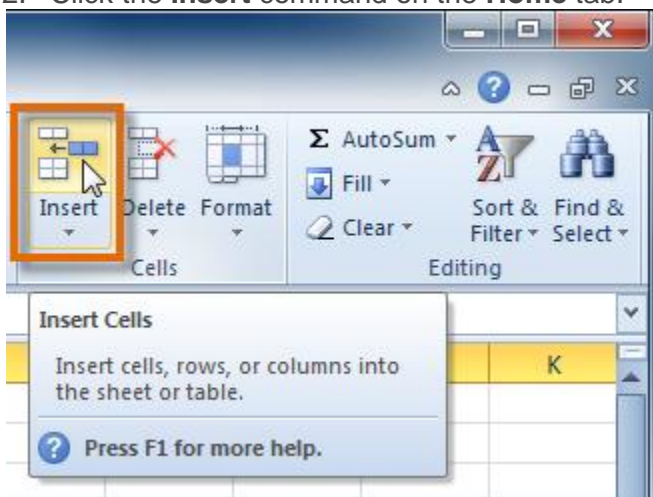 2. Click the Insert command on the Home tab.
Σ AutoSum
Fill
Clear
Insert Delete Format
Sort & Filter
Find & Select
Cells
Editing
Insert Cells
Insert cells, rows, or columns into
the sheet or table.
Press F1 for more help.
K